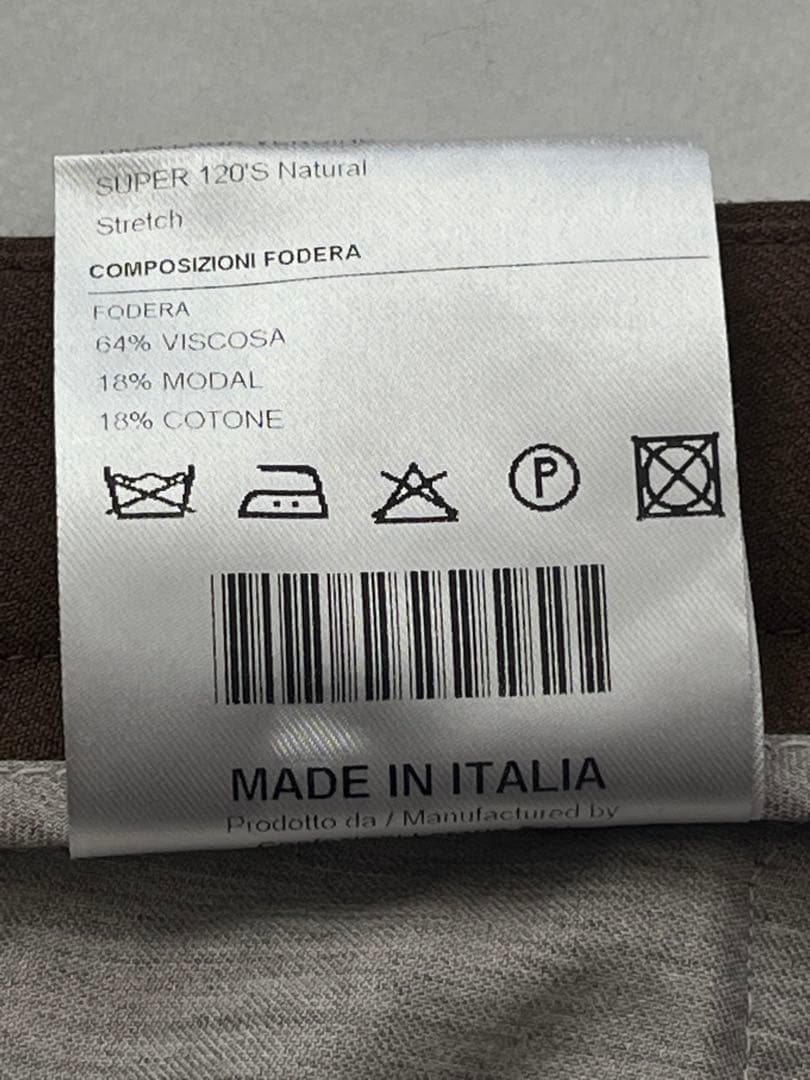 SUPER 120'S Natural
Stretch
COMPOSIZIONI FODERA
FODERA
64% VISCOSA
18% MODAL
18% COTONE
P
MADE IN ITALIA
Prodotto da / Manufactured by